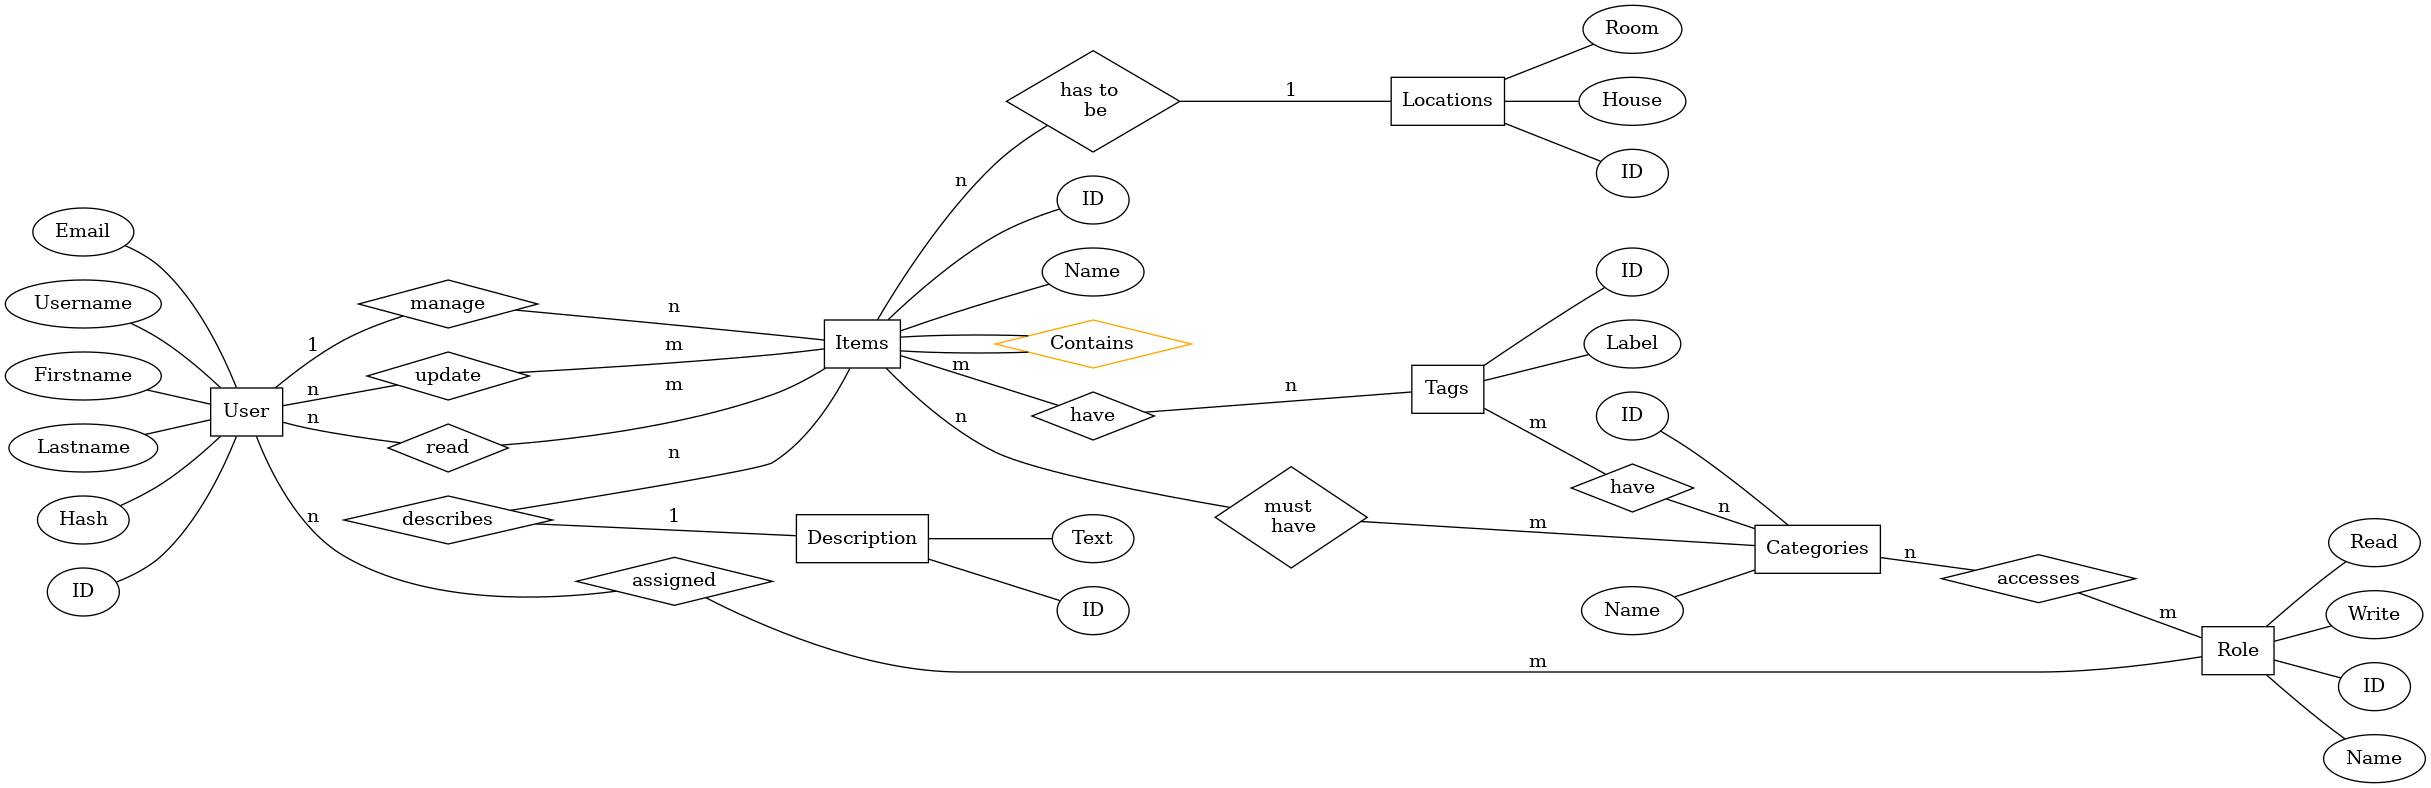 Room
has to
be
1
Locations
House
n
ID
ID
Email
Name
ID
Username
manage
n
1
Items
Contains
Label
m
Firstname
update
n
m
m
have
n
Tags
User
n
ID
Lastname
read
n
m
n
have
Hash
describes
1
n
must
have
m
n
Description
Text
Categories
n
Read
assigned
accesses
ID
ID
Name
m
Write
m
Role
ID
Name